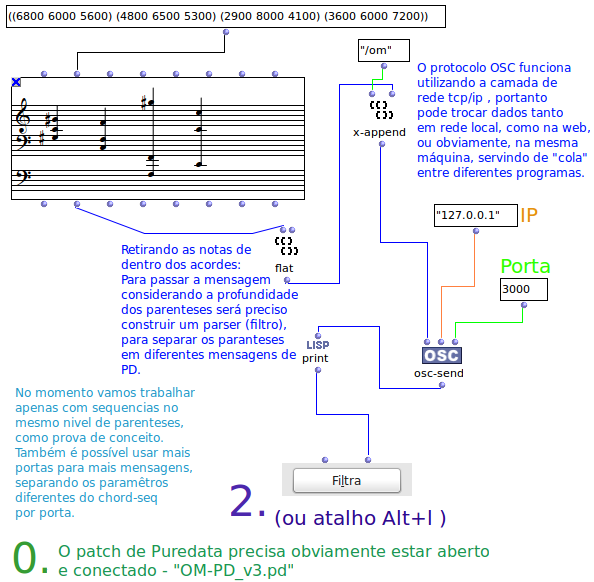 ((6800 6000 5600) (4800 6500 5300) (2900 8000 4100) (3600 6000 7200))
"/om"
x-append
O protocolo OSC funciona
utilizando a camada de
rede tcp/ip , portanto
pode trocar dados tanto
em rede local, como na web,
ou obviamente, na mesma
máquina, servindo de "cola"
entre diferentes programas.
"127.0.0.1" IP
Porta
3000
flat
Retirando as notas de
dentro dos acordes:
Para passar a mensagem
considerando a profundidade
dos parenteses será preciso
construir um parser (filtro),
para separar os paranteses
em diferentes mensagens de
PD.
LISP
print
OSC
osc-send
No momento vamos trabalhar
apenas com sequencias no
mesmo nivel de parenteses,
como prova de conceito.
Também é possível usar mais
portas para mais mensagens,
separando os paramêtros
diferentes do chord-seq
por porta.
Filtra
2. (ou atalho Alt+l )
0. O patch de Puredata precisa obviamente estar aberto
e conectado - "OM-PD_v3.pd"